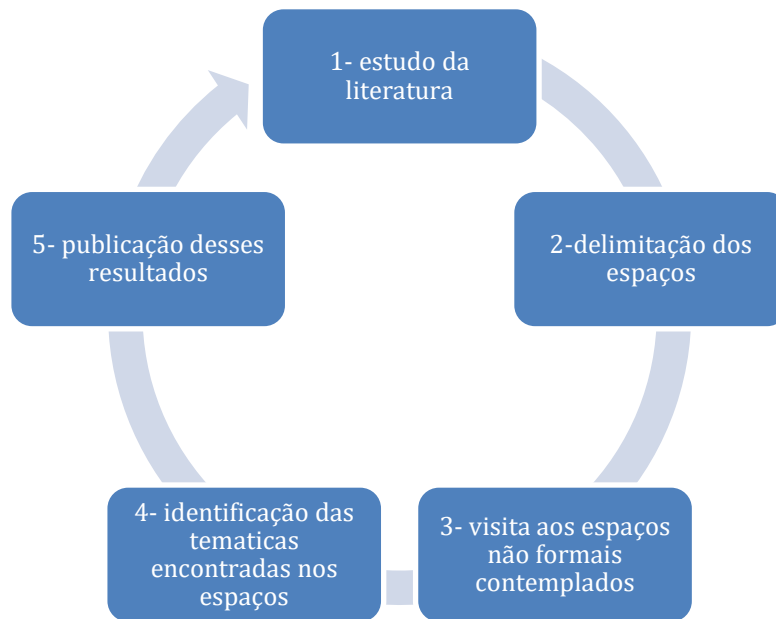 1- estudo da
literatura
2-delimitação dos
espaços
3- visita aos espaços
não formais
contemplados
4- identificação das
tematicas
encontradas nos
espaços
5- publicação desses
resultados